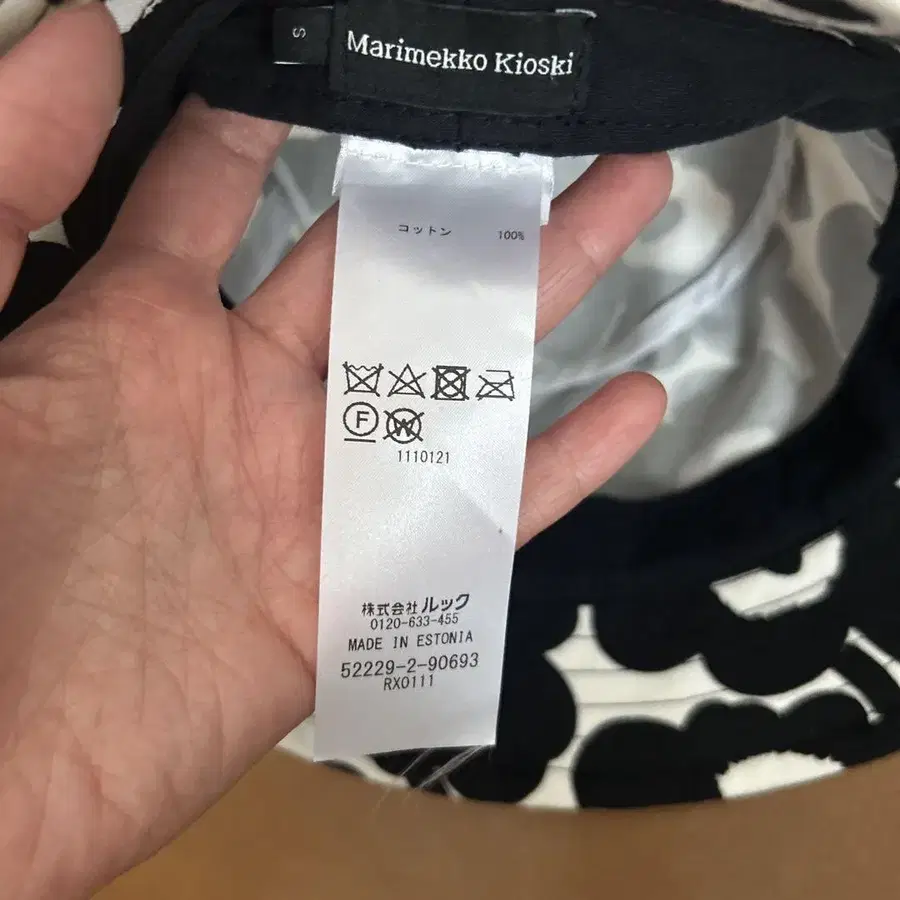 S
Marimekko Kioski
コットン 100%
F W
1110121
株式会社 ルック
0120-633-455
MADE IN ESTONIA
52229-2-90693
RX0111